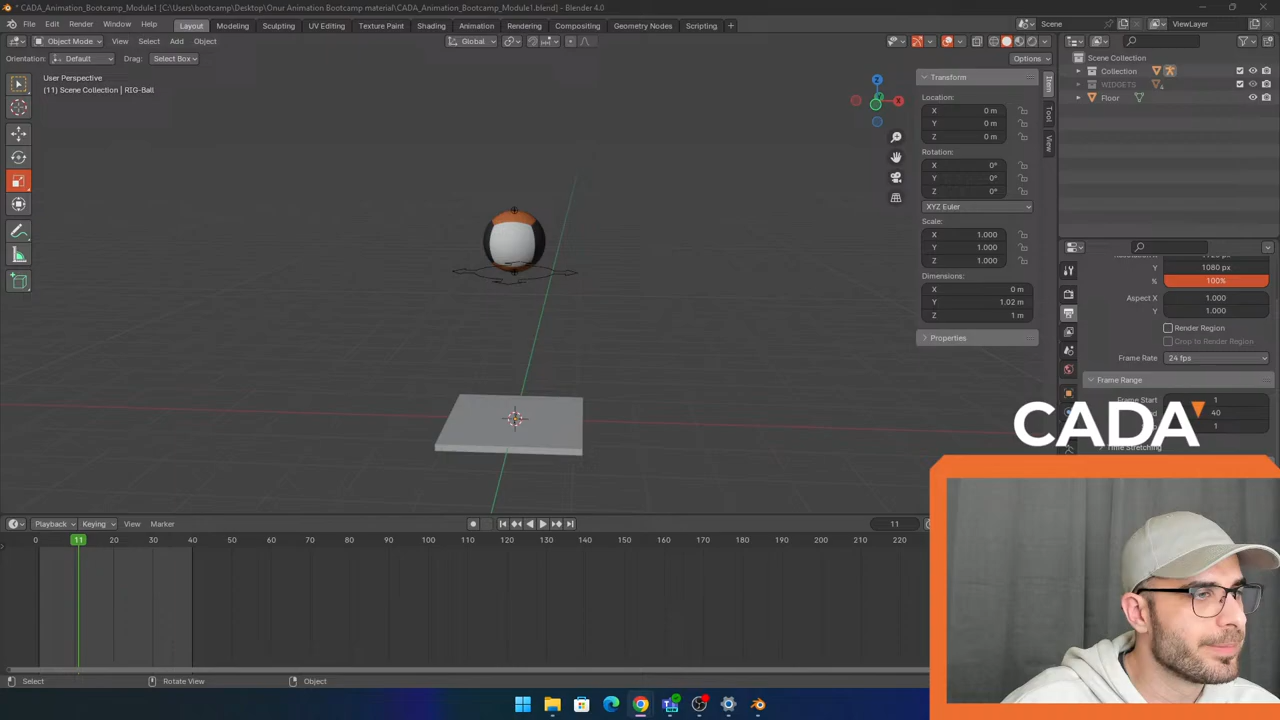 * CADA_Animation_Bootcamp_Module1 [C:\Users\bootcamp\Desktop\Onur Animation Bootcamp material\CADA_Animation_Bootcamp_Module1.blend] - Blender 4.0
File Edit Render Window Help Layout Modeling Sculpting UV Editing Texture Paint Shading Animation Rendering Compositing Geometry Nodes Scripting + Scene ViewLayer
Object Mode View Select Add Object Global
Orientation: Default Drag: Select Box Options
User Perspective
(11) Scene Collection | RIG-Ball
Transform
Location:
X 0 m
Y 0 m
Z 0 m
Rotation:
X 0°
Y 0°
Z 0°
XYZ Euler
Scale:
X 1.000
Y 1.000
Z 1.000
Dimensions:
X 0 m
Y 1.02 m
Z 1 m
Properties
Item
Tool
View
Z
X
Scene Collection
Collection
WIDGETS
Floor
Y 1080 px
% 100%
Aspect X 1.000
Y 1.000
Render Region
Crop to Render Region
Frame Rate 24 fps
Frame Range
Frame Start 1
40
1
Time Stretching
CADA
Playback Keying View Marker 11
0 11 20 30 40 50 60 70 80 90 100 110 120 130 140 150 160 170 180 190 200 210 220
Select Rotate View Object